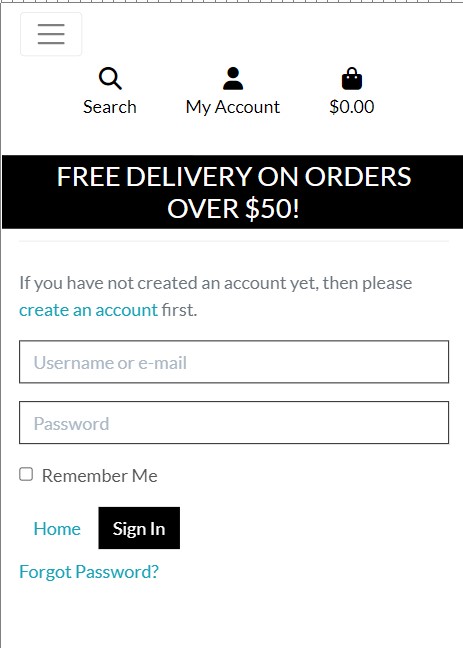 Search My Account $0.00
FREE DELIVERY ON ORDERS
OVER $50!
If you have not created an account yet, then please
create an account first.
Username or e-mail
Password
Remember Me
Home Sign In
Forgot Password?